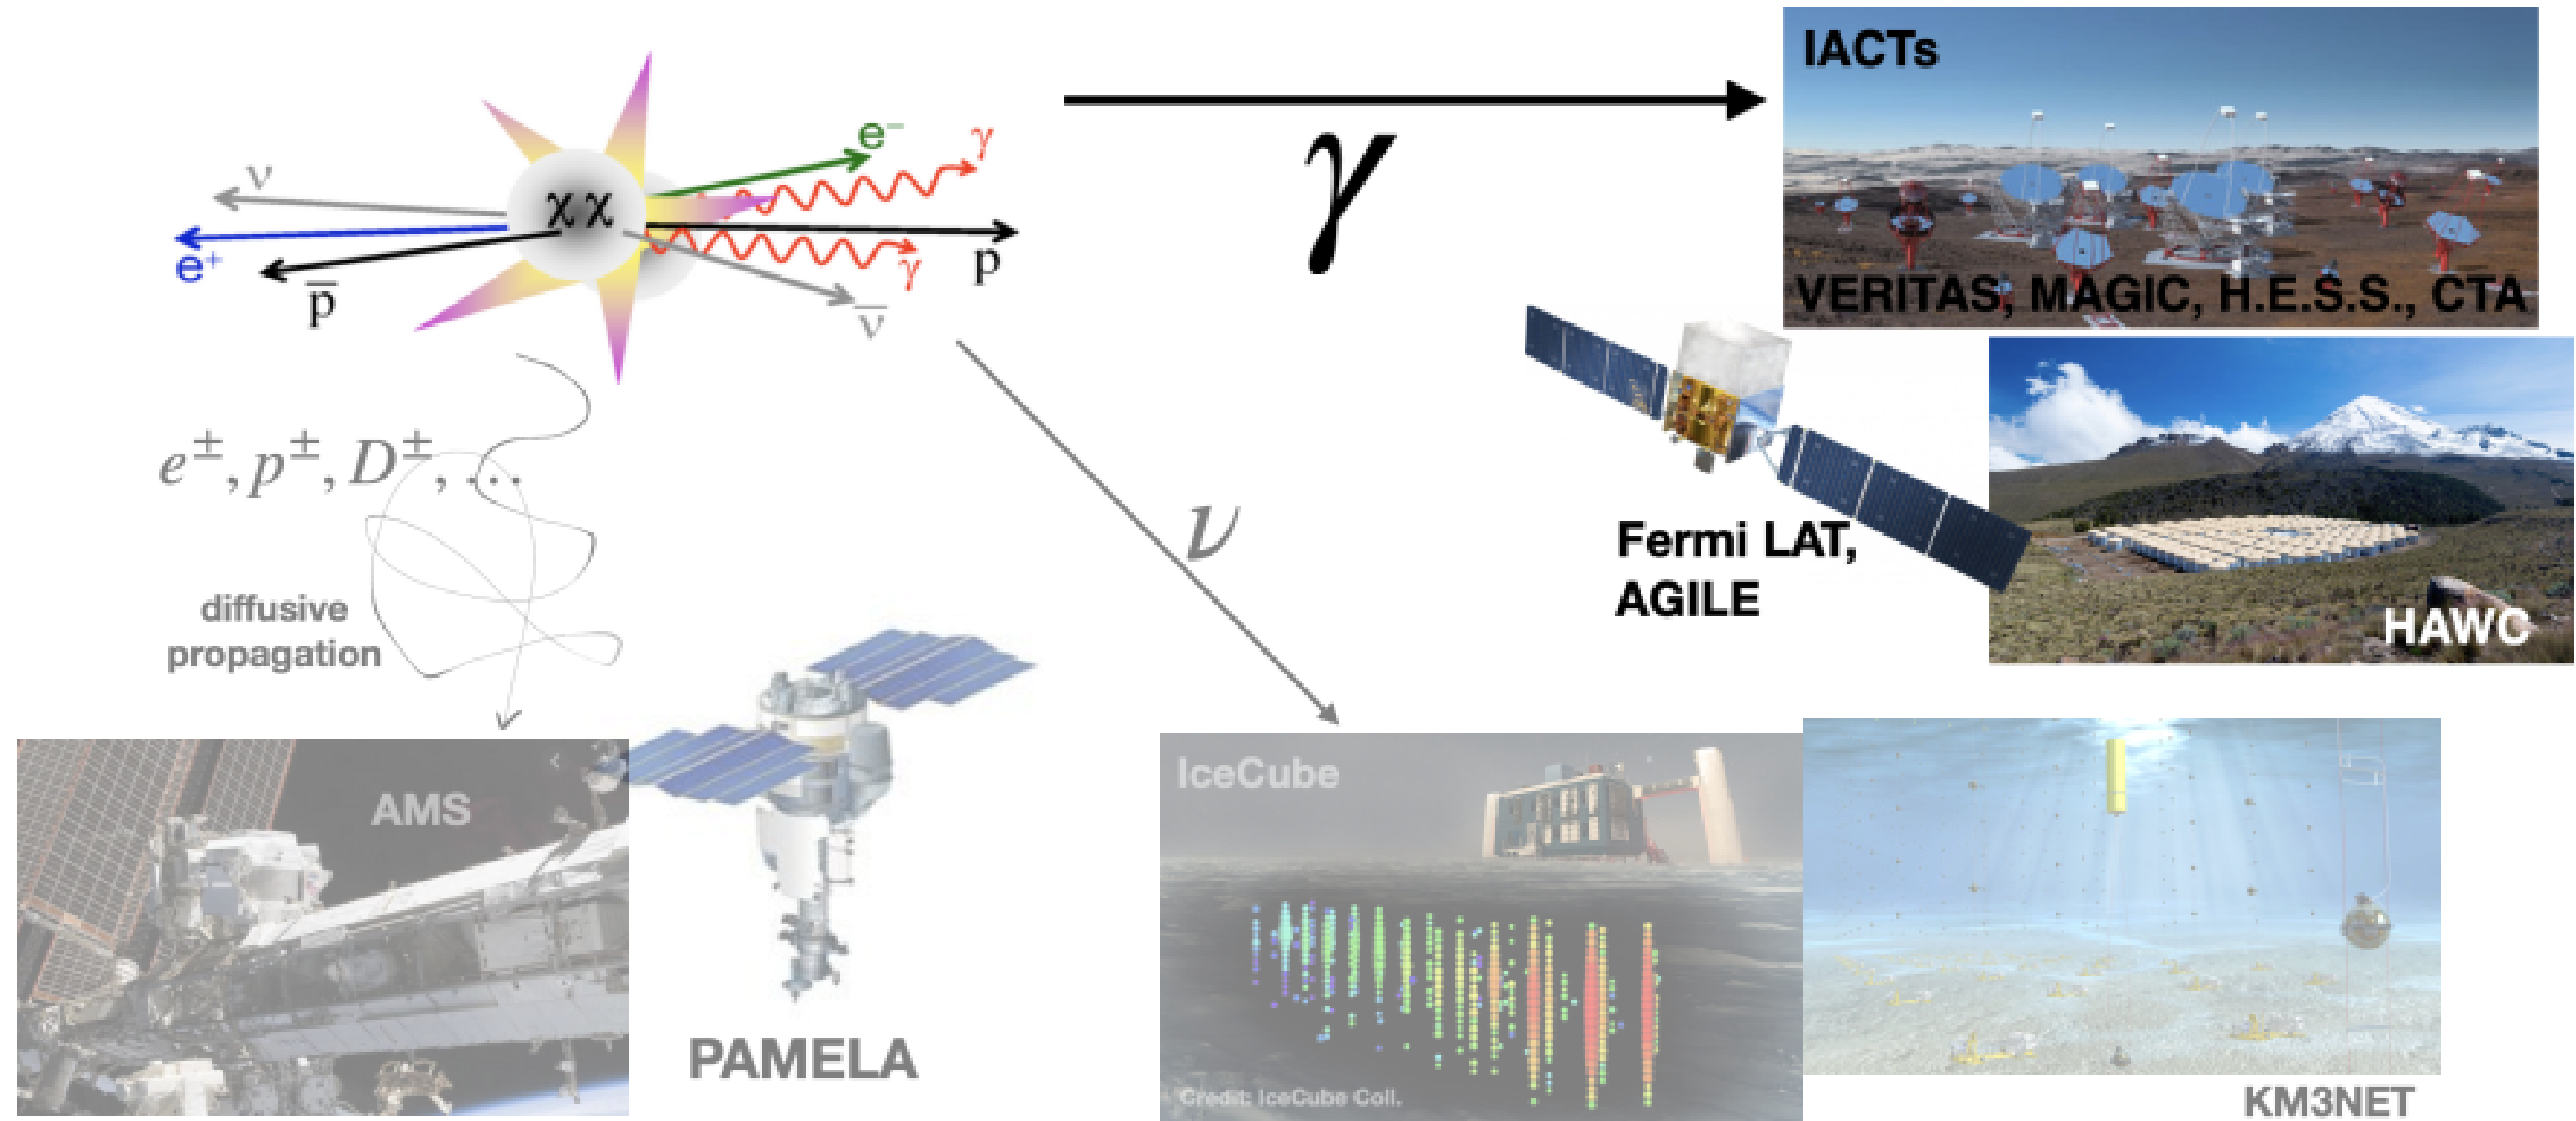 IACTs
e⁻
γ
γ
ν
χχ
e⁺
p̅
γ
p
ν̅
VERITAS, MAGIC, H.E.S.S., CTA
e±, p±, D±, ...
ν
Fermi LAT,
AGILE
diffusive
propagation
HAWC
AMS
IceCube
PAMELA
Credit: IceCube Coll.
KM3NET